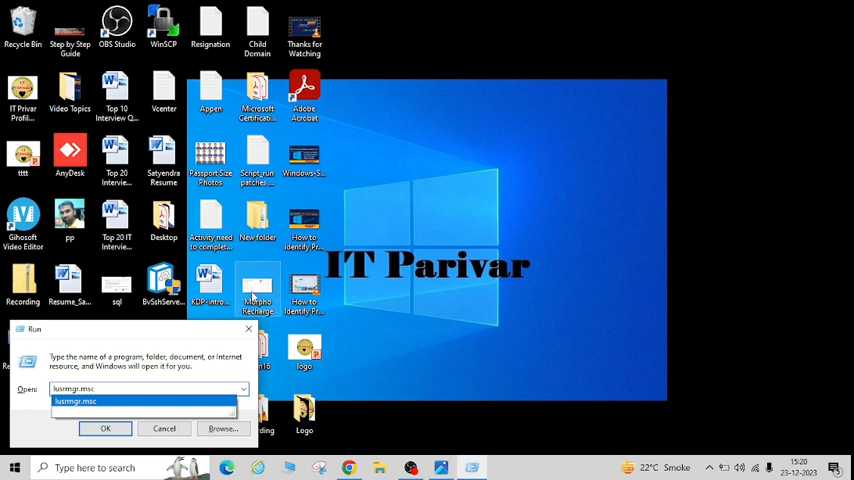 Recycle Bin
Step by Step
Guide
OBS Studio
WinSCP
Resignation
Child
Domain
Thanks for
Watching
IT Privar
Profil...
Video Topics
Top 10
Interview Q...
Vcenter
Appen
Microsoft
Certificati...
Adobe
Acrobat
tttt
AnyDesk
Top 20
Intervie...
Satyendra
Resume
Passport Size
Photos
Script_run
patches ...
Windows-S...
Gihosoft
Video Editor
pp
Top 20 IT
Intervie...
Desktop
Activity need
to complet...
New folder
How to
Identify Pr...
IT Parivar
Recording
Resume_Sa...
sql
BvSshServe...
KDP-intro...
Morpho
Recharge
How to
Identify Pr...
logo
Logo
Run
Type the name of a program, folder, document, or Internet
resource, and Windows will open it for you.
Open:
lusrmgr.msc
lusrmgr.msc
OK
Cancel
Browse...
Type here to search
22°C Smoke
15:20
23-12-2023